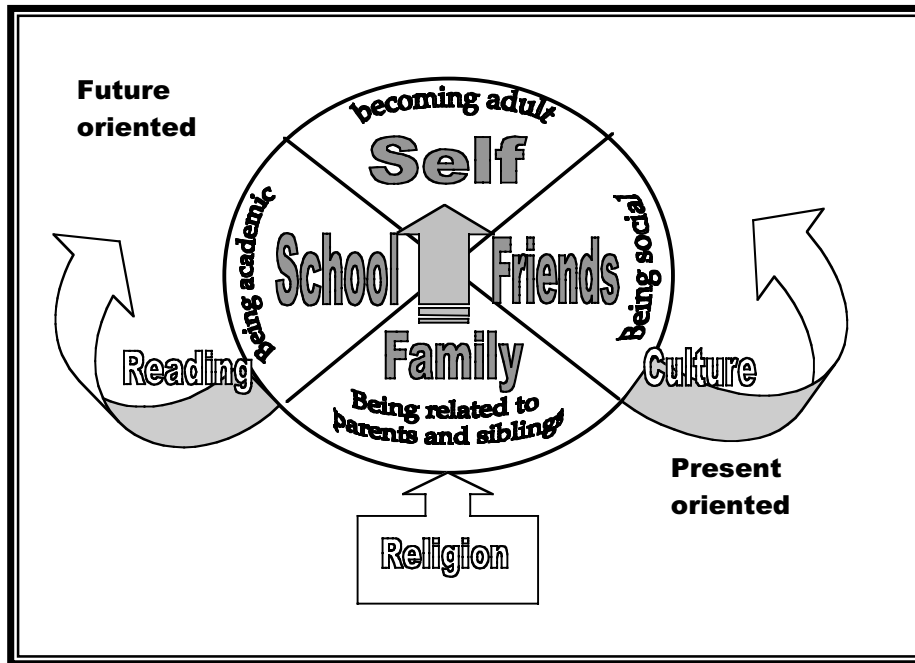 Future
oriented
becoming adult
Self
Being academic
School
Friends
Being social
Reading
Family
Culture
Being related to
parents and siblings
Present
oriented
Religion